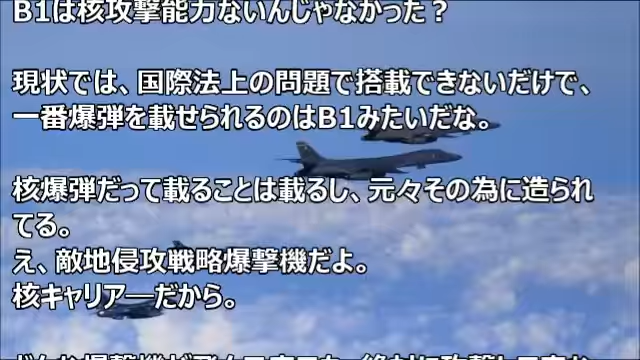 B1は核攻撃能力ないんじゃなかった？
現状では、国際法上の問題で搭載できないだけで、
一番爆弾を載せられるのはB1みたいだな。
核爆弾だって載ることは載るし、元々その為に造られ
てる。
え、敵地侵攻戦略爆撃機だよ。
核キャリアーだから。